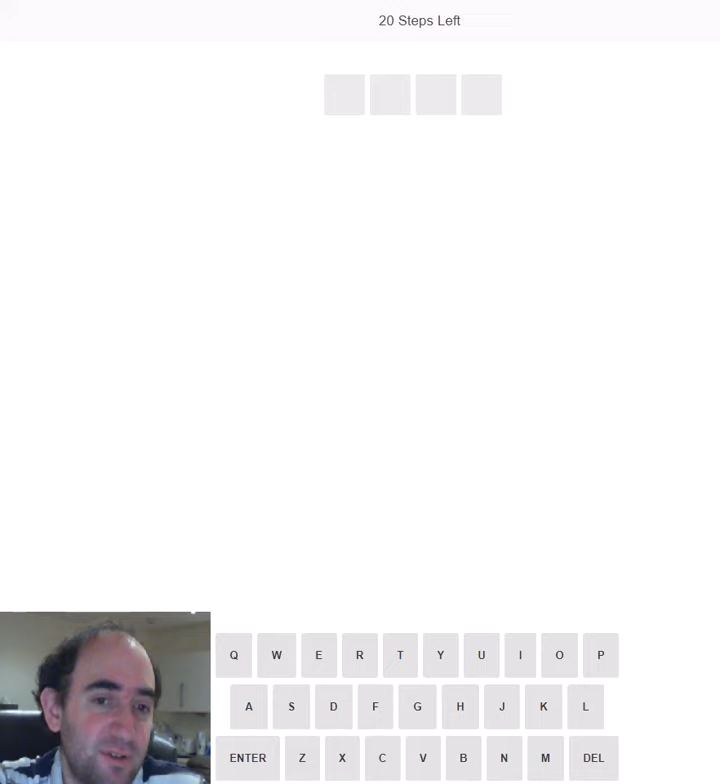 20 Steps Left
Q W E R T Y U I O P
A S D F G H J K L
ENTER Z X C V B N M DEL